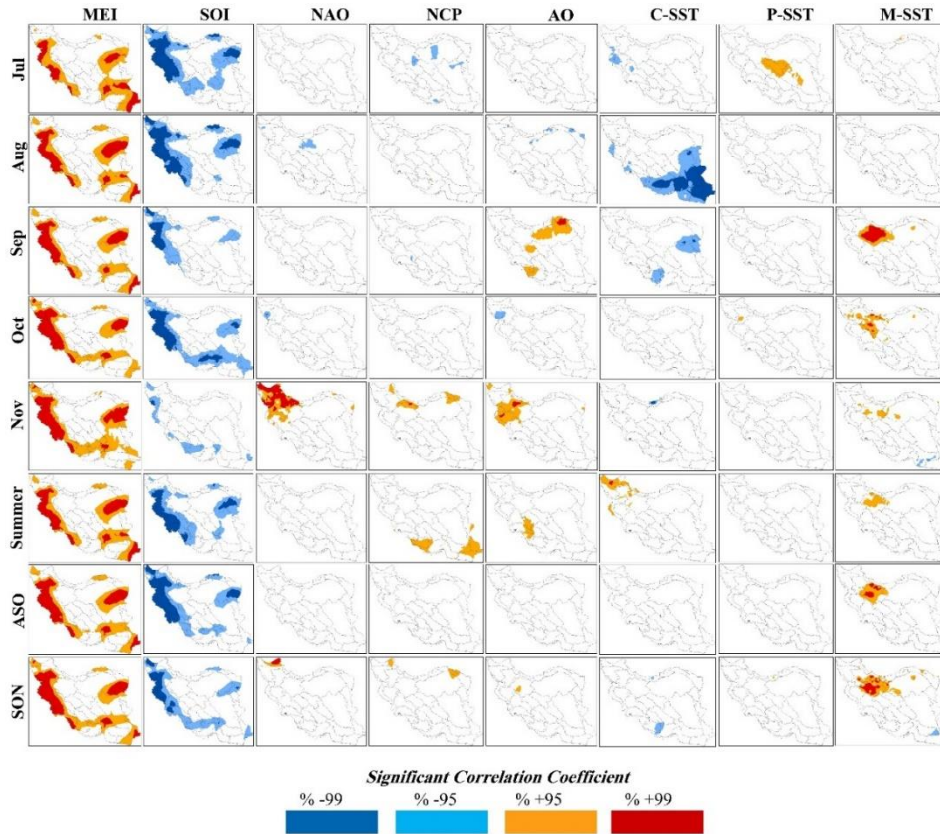 MEI SOI NAO NCP AO C-SST P-SST M-SST
Jul
Aug
Sep
Oct
Nov
Summer
ASO
SON
Significant Correlation Coefficient
% -99 % -95 % +95 % +99